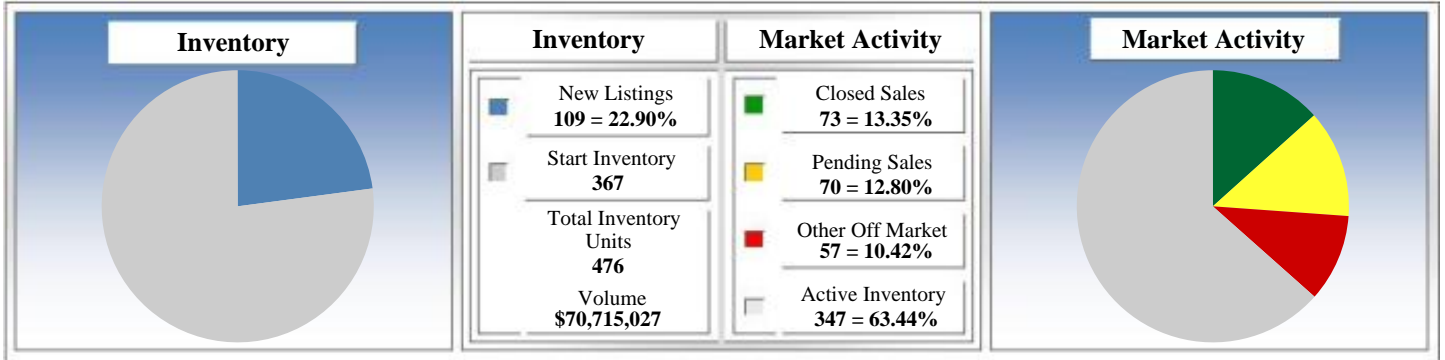 Inventory
Inventory
Market Activity
New Listings
109 = 22.90%
Start Inventory
367
Total Inventory
Units
476
Volume
$70,715,027
Closed Sales
73 = 13.35%
Pending Sales
70 = 12.80%
Other Off Market
57 = 10.42%
Active Inventory
347 = 63.44%
Market Activity